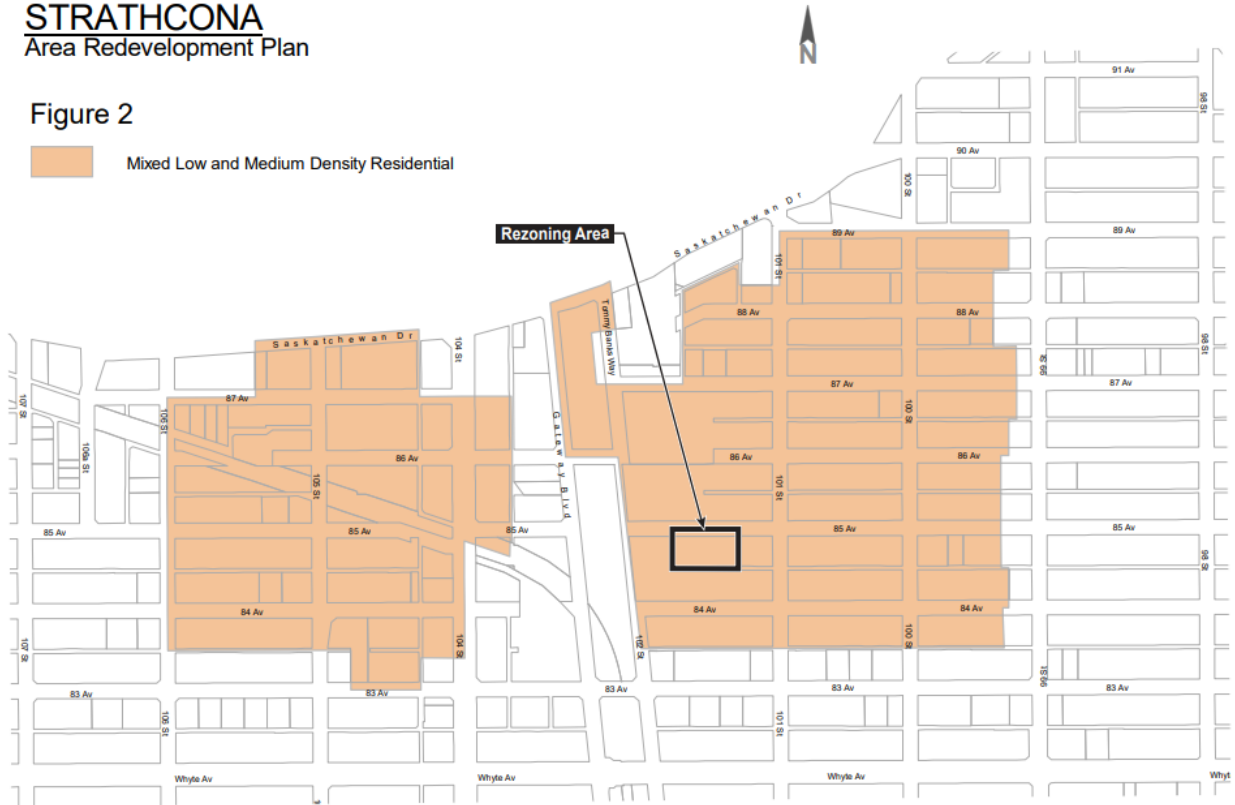 STRATHCONA
Area Redevelopment Plan
N
Figure 2
Mixed Low and Medium Density Residential
Rezoning Area
91 Av
98 St
90 Av
100 St
Saskatchewan Dr
89 Av
89 Av
101 St
Tommy Banks Way
88 Av
88 Av
Saskatchewan Dr
104 St
98 St
99 St
87 Av
87 Av
87 Av
107 St
106 St
100 St
Gateway Blvd
106a St
86 Av
86 Av
86 Av
105 St
101 St
85 Av
85 Av
85 Av
85 Av
85 Av
98 St
84 Av
84 Av
84 Av
84 Av
107 St
104 St
102 St
100 St
99 St
83 Av
83 Av
83 Av
83 Av
83 Av
106 St
101 St
Whyte Av
Whyte Av
Whyte Av
Whyt